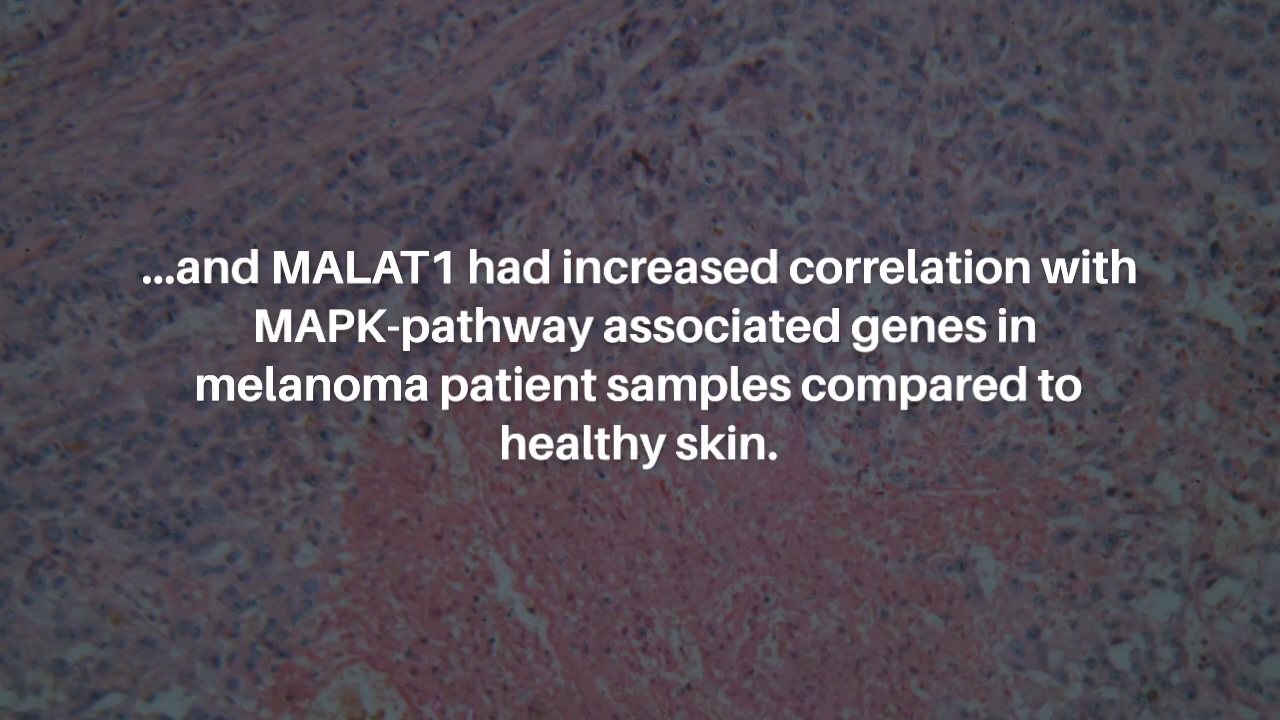 ...and MALAT1 had increased correlation with
MAPK-pathway associated genes in
melanoma patient samples compared to
healthy skin.